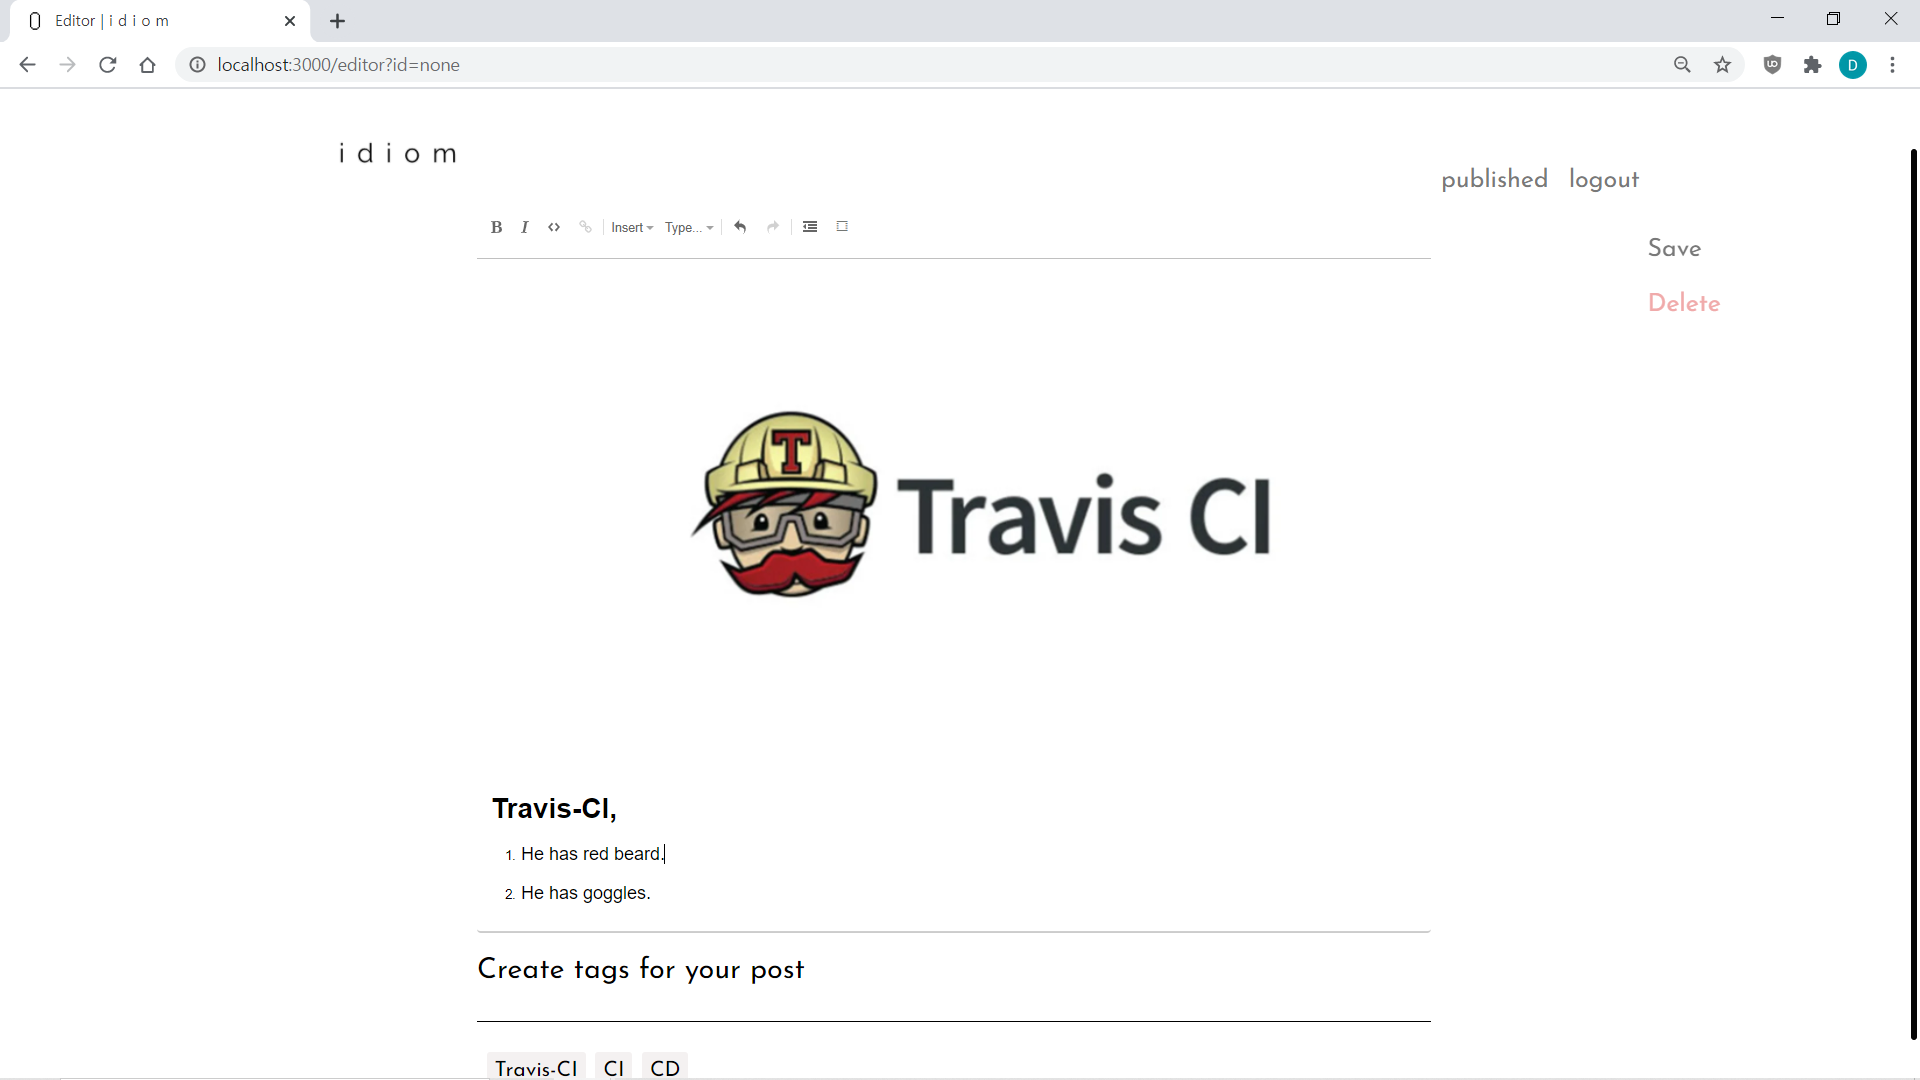 Editor | i d i o m
localhost:3000/editor?id=none
D
i d i o m
published logout
B I <> Insert Type...
Save
Delete
T
Travis CI
Travis-CI,
1. He has red beard.
2. He has goggles.
Create tags for your post
Travis-CI CI CD